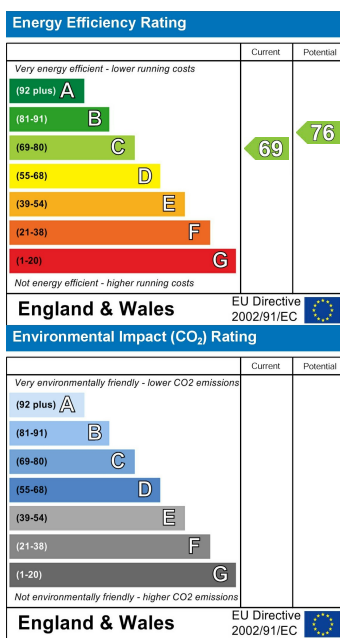 Energy Efficiency Rating
Current Potential
Very energy efficient - lower running costs
(92 plus) A
(81-91) B
(69-80) C
(55-68) D
(39-54) E
(21-38) F
(1-20) G
69
76
Not energy efficient - higher running costs
England & Wales
EU Directive
2002/91/EC
Environmental Impact (CO₂) Rating
Current Potential
Very environmentally friendly - lower CO2 emissions
(92 plus) A
(81-91) B
(69-80) C
(55-68) D
(39-54) E
(21-38) F
(1-20) G
Not environmentally friendly - higher CO2 emissions
England & Wales
EU Directive
2002/91/EC